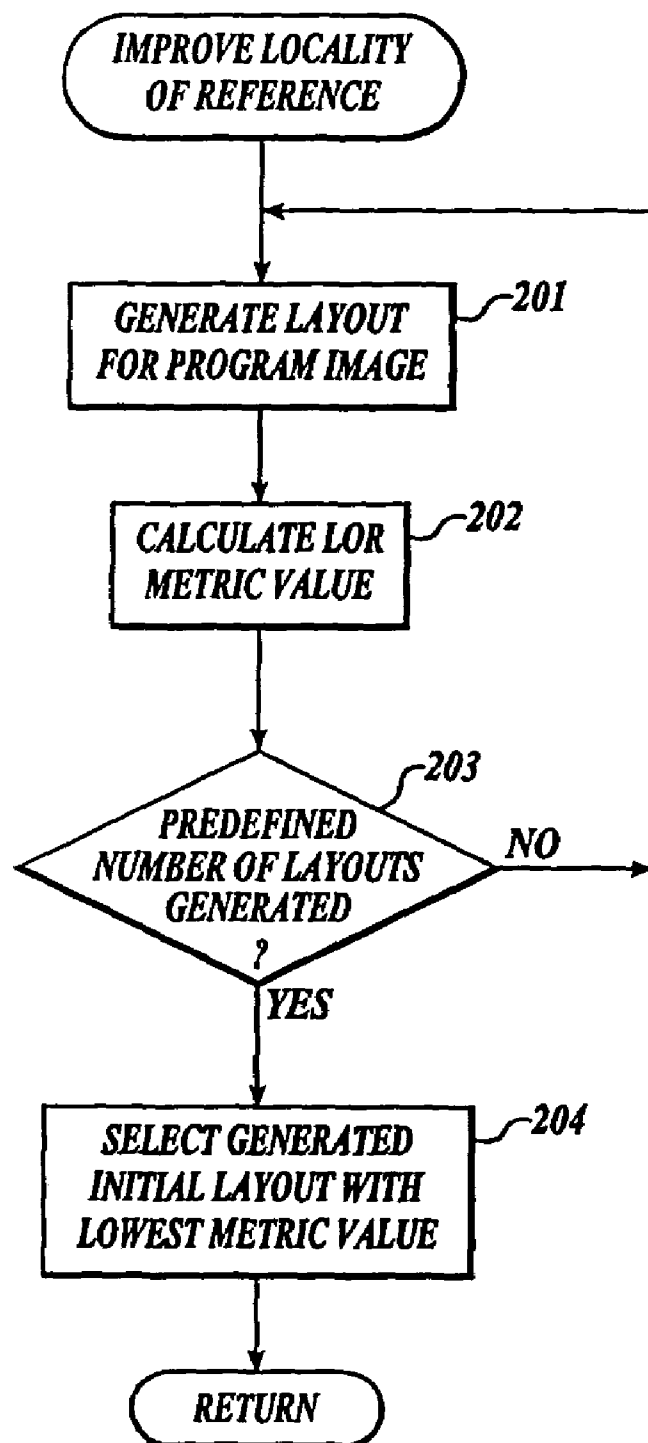 IMPROVE LOCALITY
OF REFERENCE
201
GENERATE LAYOUT
FOR PROGRAM IMAGE
202
CALCULATE LOR
METRIC VALUE
203
PREDEFINED
NUMBER OF LAYOUTS
GENERATED
?
NO
YES
204
SELECT GENERATED
INITIAL LAYOUT WITH
LOWEST METRIC VALUE
RETURN